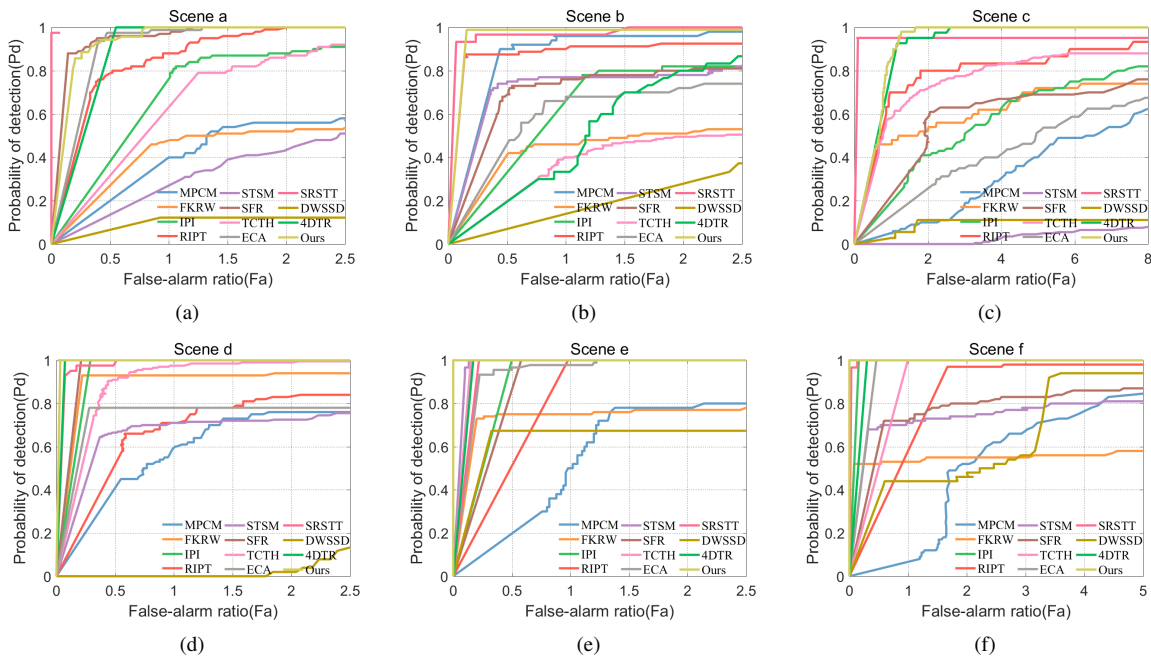 Scene a
Probability of detection(Pd)
1
0.8
0.6
0.4
0.2
0
MPCM STSM SRSTT
FKRW SFR DWSSD
IPI TCTH 4DTR
RIPT ECA Ours
0 0.5 1 1.5 2 2.5
False-alarm ratio(Fa)
(a)
Scene b
Probability of detection(Pd)
1
0.8
0.6
0.4
0.2
0
MPCM STSM SRSTT
FKRW SFR DWSSD
IPI TCTH 4DTR
RIPT ECA Ours
0 0.5 1 1.5 2 2.5
False-alarm ratio(Fa)
(b)
Scene c
Probability of detection(Pd)
1
0.8
0.6
0.4
0.2
0
MPCM STSM SRSTT
FKRW SFR DWSSD
IPI TCTH 4DTR
RIPT ECA Ours
0 2 4 6 8
False-alarm ratio(Fa)
(c)
Scene d
Probability of detection(Pd)
1
0.8
0.6
0.4
0.2
0
MPCM STSM SRSTT
FKRW SFR DWSSD
IPI TCTH 4DTR
RIPT ECA Ours
0 0.5 1 1.5 2 2.5
False-alarm ratio(Fa)
(d)
Scene e
Probability of detection(Pd)
1
0.8
0.6
0.4
0.2
0
MPCM STSM SRSTT
FKRW SFR DWSSD
IPI TCTH 4DTR
RIPT ECA Ours
0 0.5 1 1.5 2 2.5
False-alarm ratio(Fa)
(e)
Scene f
Probability of detection(Pd)
1
0.8
0.6
0.4
0.2
0
MPCM STSM SRSTT
FKRW SFR DWSSD
IPI TCTH 4DTR
RIPT ECA Ours
0 1 2 3 4 5
False-alarm ratio(Fa)
(f)